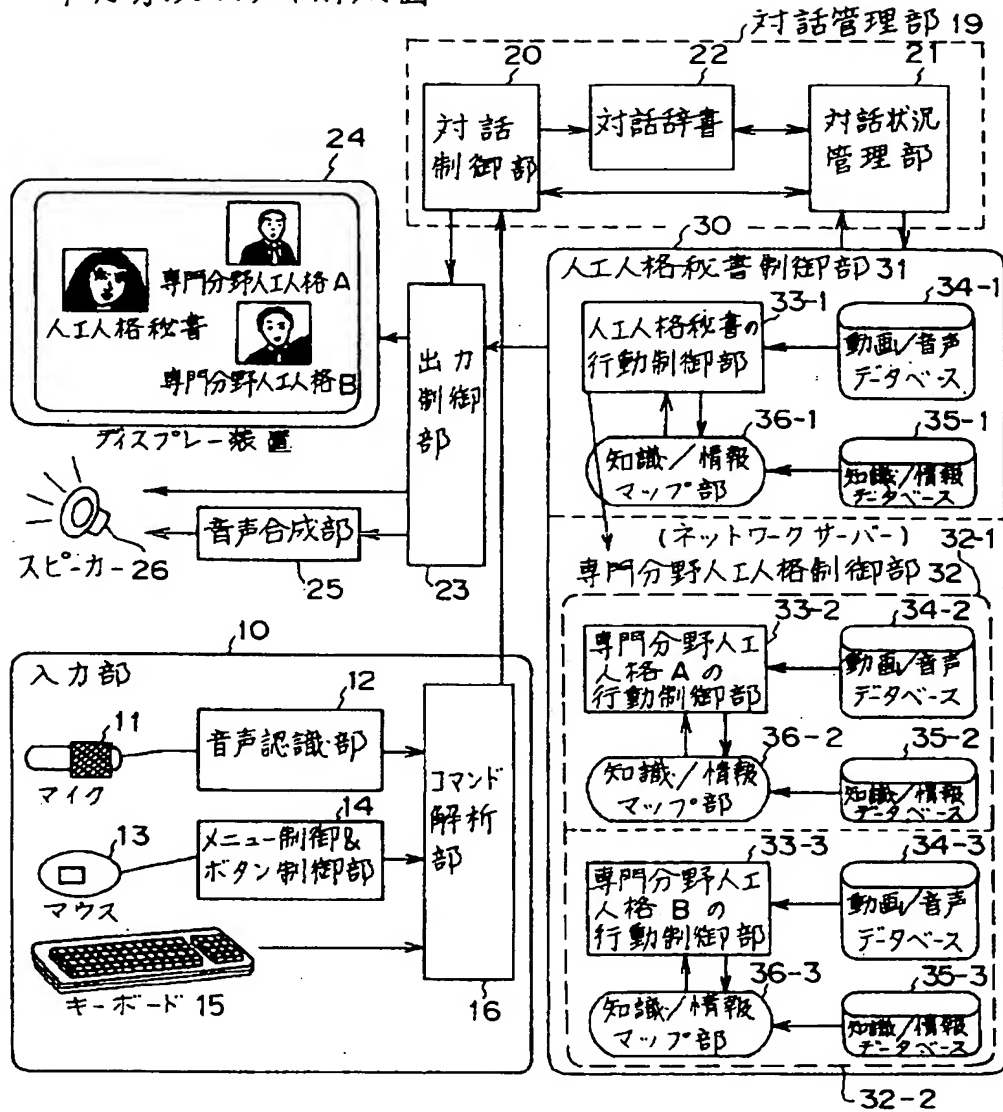 対話管理部 19
20
22
21
対話
制御部
対話辞書
対話状況
管理部
24
専門分野人工人格A
人工人格秘書
専門分野人工人格B
ディスプレー装置
出力
制御
部
23
スピーカー 26
音声合成部
25
30
人工人格秘書制御部 31
33-1
34-1
人工人格秘書の
行動制御部
動画/音声
データベース
36-1
35-1
知識/情報
マップ部
知識/情報
データベース
(ネットワークサーバー)
32-1
専門分野人工人格制御部 32
33-2
34-2
専門分野人工
人格Aの
行動制御部
動画/音声
データベース
36-2
35-2
知識/情報
マップ部
知識/情報
データベース
33-3
34-3
専門分野人工
人格Bの
行動制御部
動画/音声
データベース
36-3
35-3
知識/情報
マップ部
知識/情報
データベース
32-2
10
入力部
11
マイク
12
音声認識部
13
マウス
14
メニュー制御&
ボタン制御部
キーボード 15
コマンド
解析
部
16